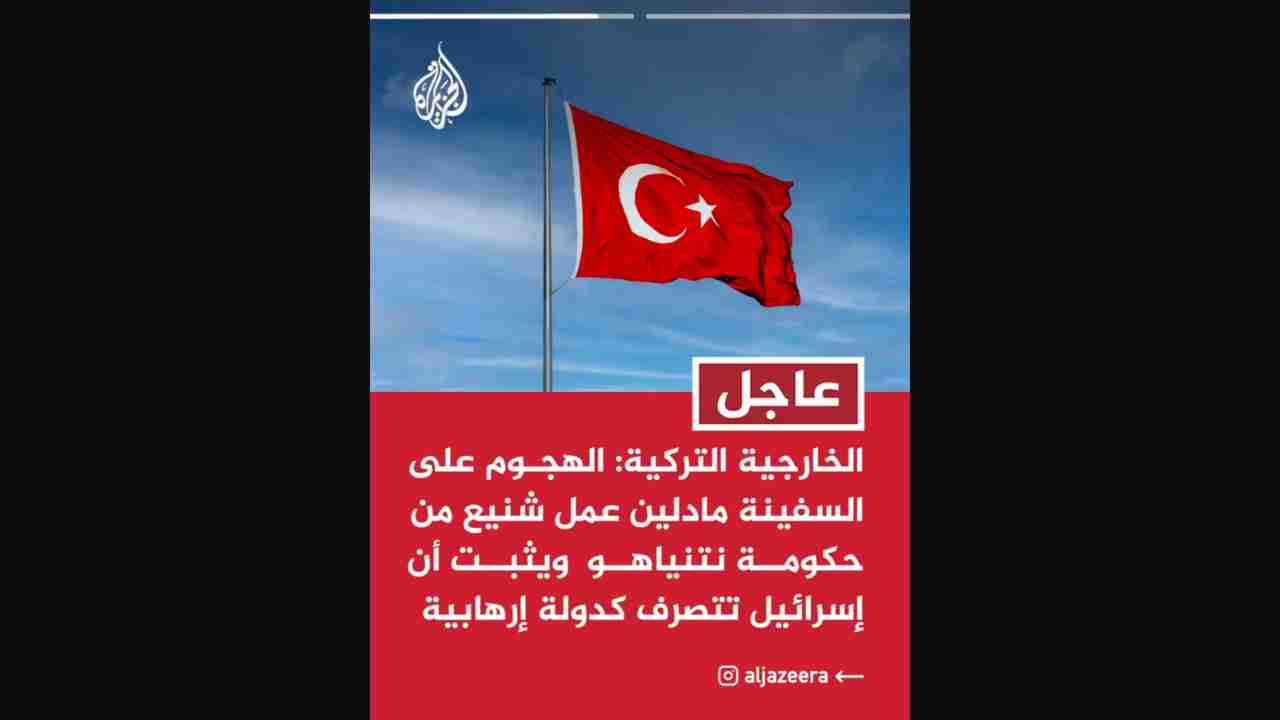 الجزيرة
عاجل
الخارجية التركية: الهجوم على
السفينة مادلين عمل شنيع من
حكومة نتنياهو ويثبت أن
إسرائيل تتصرف كدولة إرهابية
aljazeera